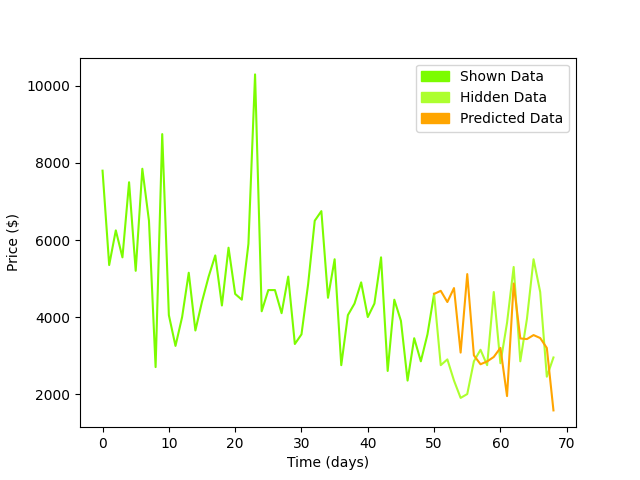 Shown Data
Hidden Data
Predicted Data
10000
8000
6000
4000
2000
Price ($)
0 10 20 30 40 50 60 70
Time (days)